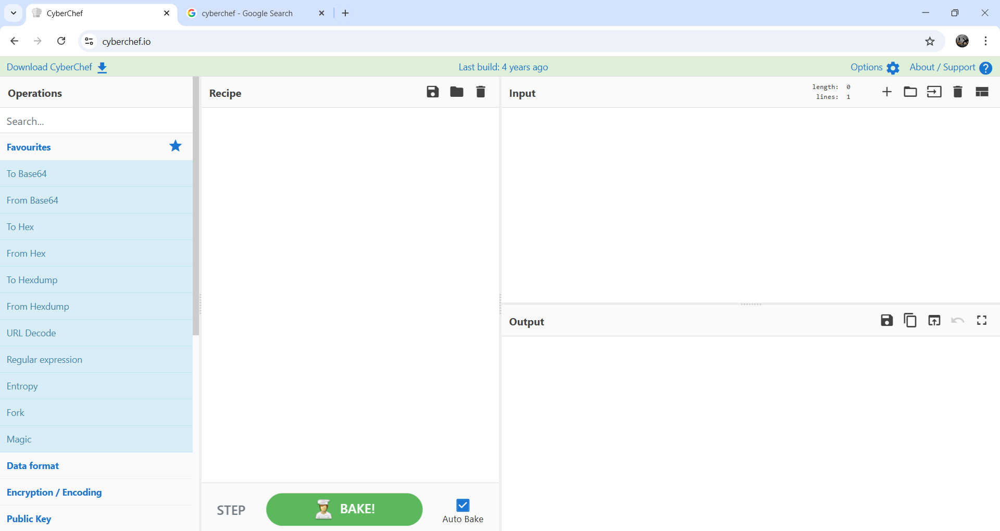 CyberChef
cyberchef - Google Search
cyberchef.io
Download CyberChef
Last build: 4 years ago
Options
About / Support
Operations
Search...
Favourites
To Base64
From Base64
To Hex
From Hex
To Hexdump
From Hexdump
URL Decode
Regular expression
Entropy
Fork
Magic
Data format
Encryption / Encoding
Public Key
Recipe
STEP
BAKE!
Auto Bake
Input
length: 0
lines: 1
Output